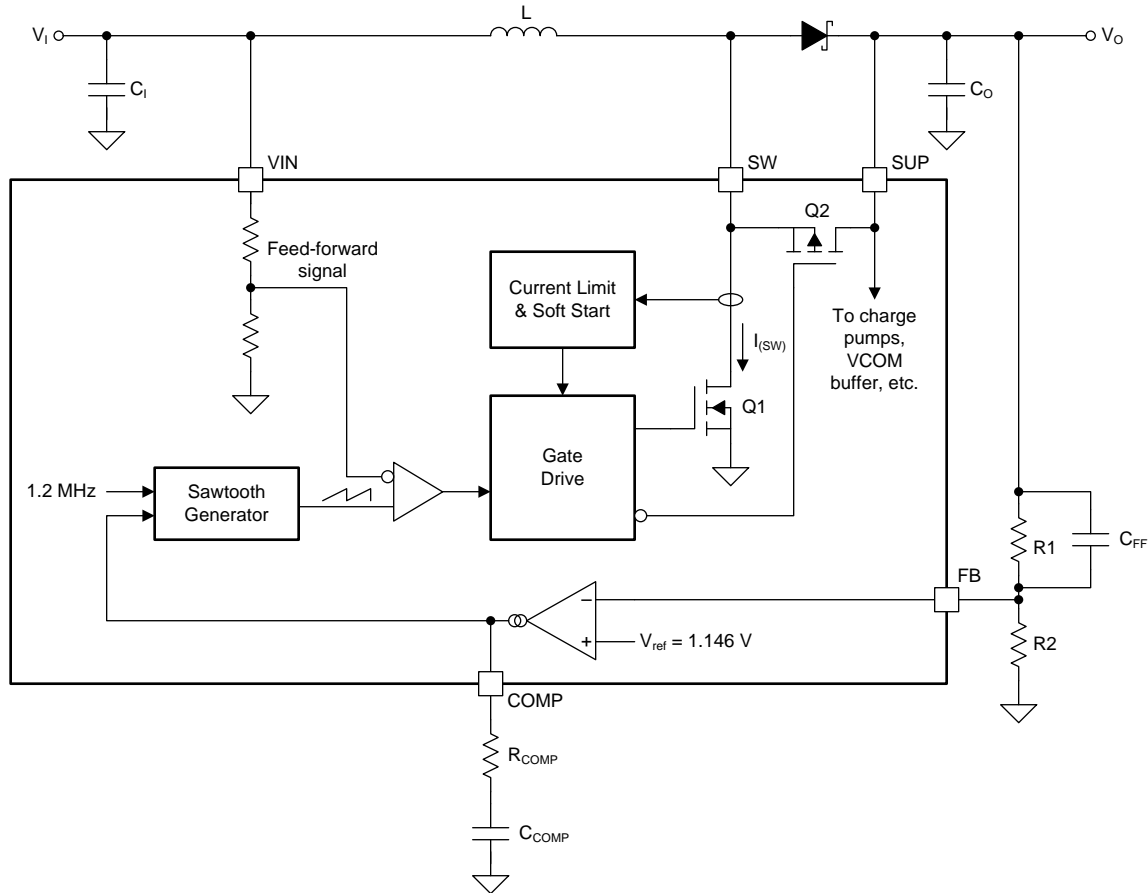 L
V_I
V_O
C_I
C_O
VIN
SW
SUP
Q2
Feed-forward
signal
Current Limit
& Soft Start
To charge
pumps,
VCOM
buffer, etc.
I_(SW)
Q1
Gate
Drive
1.2 MHz
Sawtooth
Generator
R1
C_FF
FB
−
+
V_ref = 1.146 V
R2
COMP
R_COMP
C_COMP